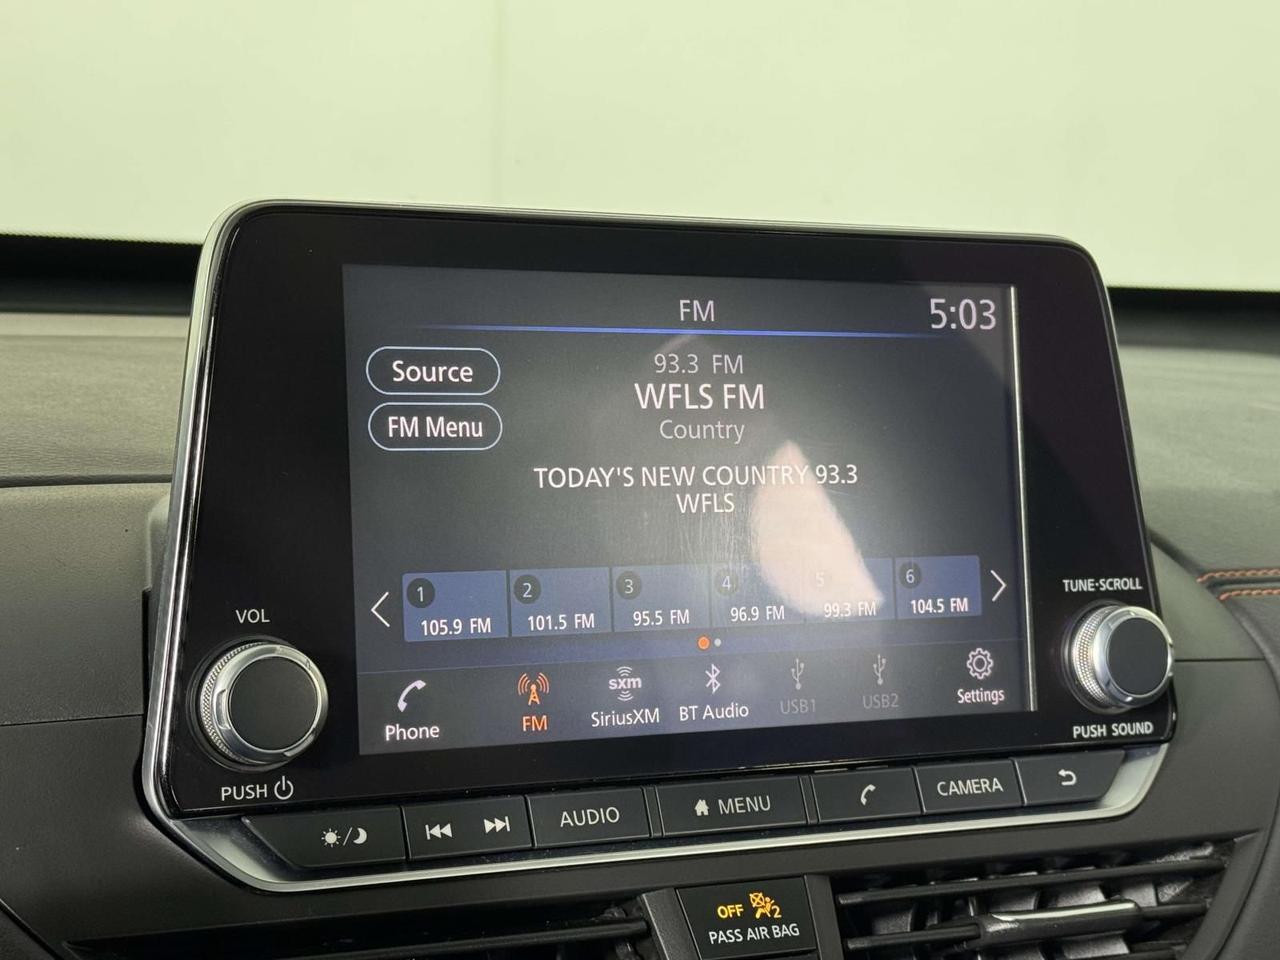 FM
5:03
Source
93.3 FM
WFLS FM
FM Menu
Country
TODAY'S NEW COUNTRY 93.3
WFLS
1
105.9 FM
2
101.5 FM
3
95.5 FM
4
96.9 FM
5
99.3 FM
6
104.5 FM
Phone
FM
sxm
SiriusXM
BT Audio
USB1
USB2
Settings
VOL
PUSH
TUNE·SCROLL
PUSH SOUND
AUDIO
MENU
CAMERA
OFF 2
PASS AIR BAG